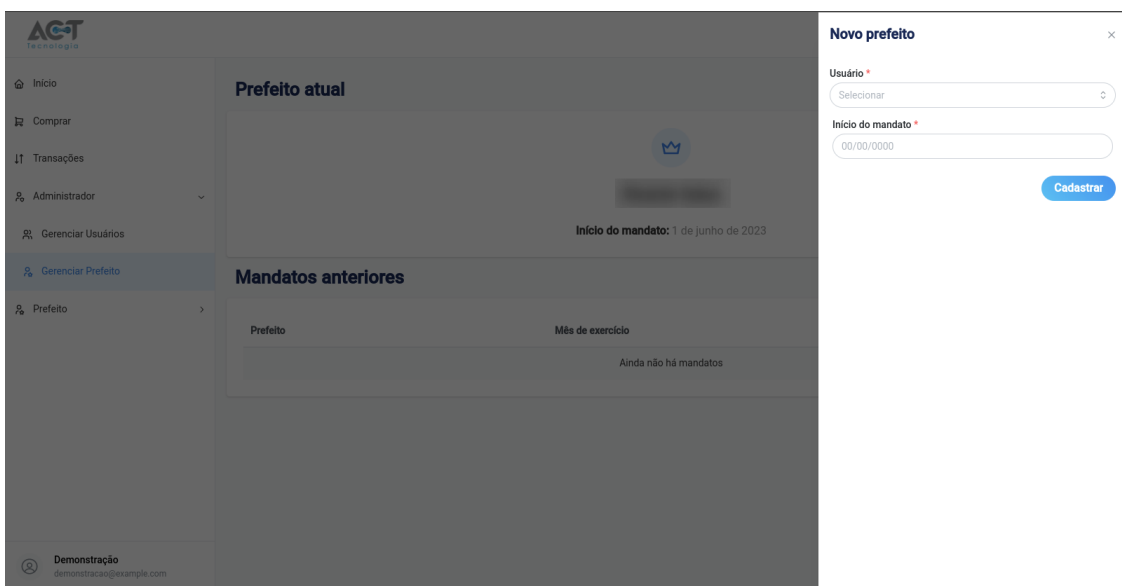 ACT
Tecnologia
Início
Comprar
Transações
Administrador
Gerenciar Usuários
Gerenciar Prefeito
Prefeito
Demonstração
demonstracao@example.com
Prefeito atual
Início do mandato: 1 de junho de 2023
Mandatos anteriores
Prefeito Mês de exercício
Ainda não há mandatos
Novo prefeito
Usuário *
Selecionar
Início do mandato *
00/00/0000
Cadastrar